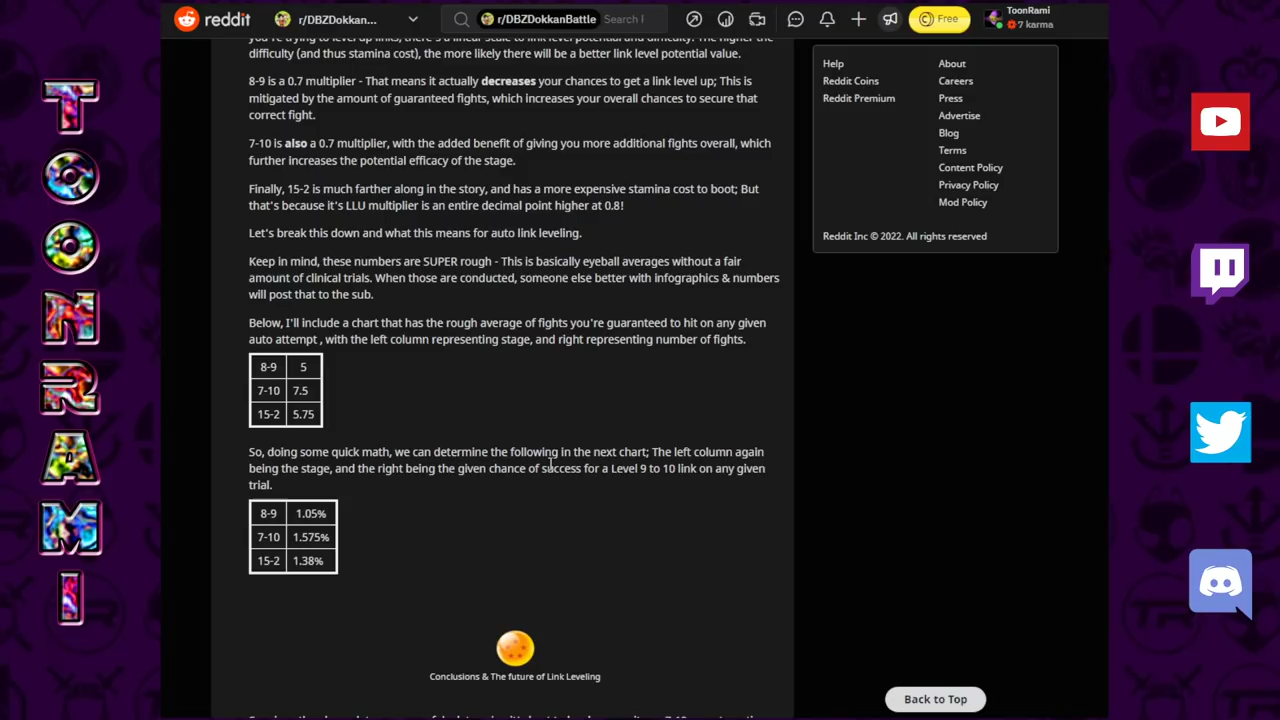 TOONRAMI
reddit
r/DBZDokkan...
r/DBZDokkanBattle
Search
Free
ToonRami
7 karma
difficulty (and thus stamina cost), the more likely there will be a better link level potential value.
8-9 is a 0.7 multiplier - That means it actually decreases your chances to get a link level up; This is
mitigated by the amount of guaranteed fights, which increases your overall chances to secure that
correct fight.
7-10 is also a 0.7 multiplier, with the added benefit of giving you more additional fights overall, which
further increases the potential efficacy of the stage.
Finally, 15-2 is much farther along in the story, and has a more expensive stamina cost to boot; But
that's because it's LLU multiplier is an entire decimal point higher at 0.8!
Let's break this down and what this means for auto link leveling.
Keep in mind, these numbers are SUPER rough - This is basically eyeball averages without a fair
amount of clinical trials. When those are conducted, someone else better with infographics & numbers
will post that to the sub.
Below, I'll include a chart that has the rough average of fights you're guaranteed to hit on any given
auto attempt , with the left column representing stage, and right representing number of fights.
8-9 5
7-10 7.5
15-2 5.75
So, doing some quick math, we can determine the following in the next chart; The left column again
being the stage, and the right being the given chance of success for a Level 9 to 10 link on any given
trial.
8-9 1.05%
7-10 1.575%
15-2 1.38%
Conclusions & The future of Link Leveling
Help About
Reddit Coins Careers
Reddit Premium Press
Advertise
Blog
Terms
Content Policy
Privacy Policy
Mod Policy
Reddit Inc © 2022. All rights reserved
Back to Top